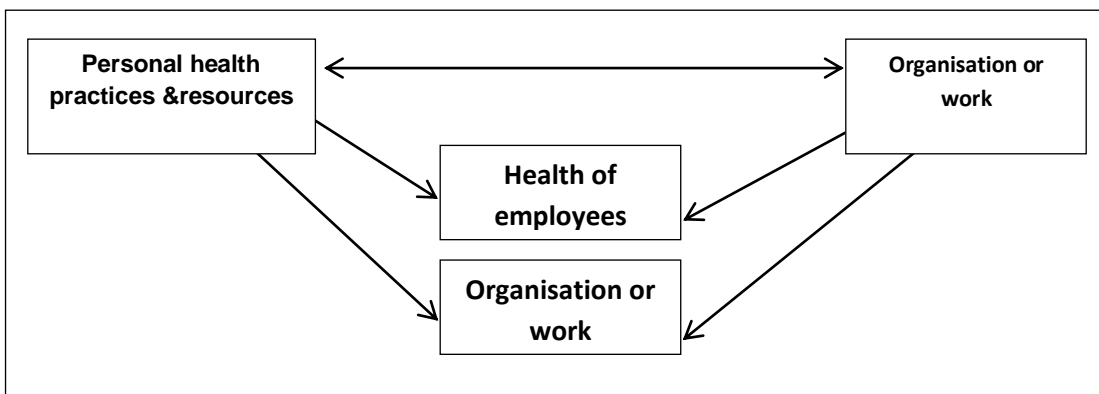 Personal health
practices &resources
Organisation or
work
Health of
employees
Organisation or
work